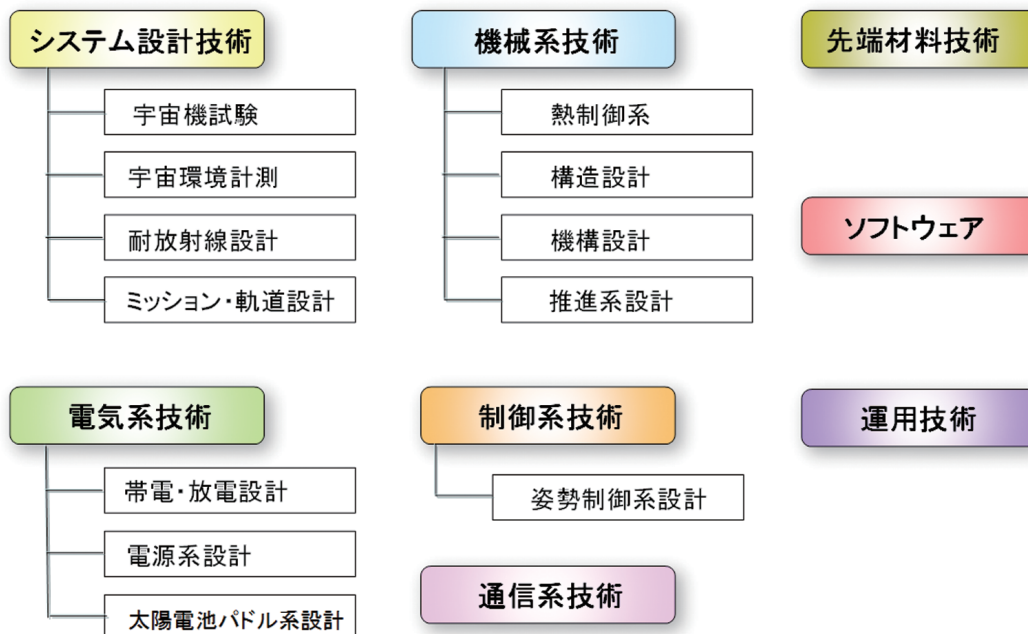 システム設計技術
宇宙機試験
宇宙環境計測
耐放射線設計
ミッション・軌道設計
機械系技術
熱制御系
構造設計
機構設計
推進系設計
先端材料技術
ソフトウェア
電気系技術
帯電・放電設計
電源系設計
太陽電池パドル系設計
制御系技術
姿勢制御系設計
通信系技術
運用技術